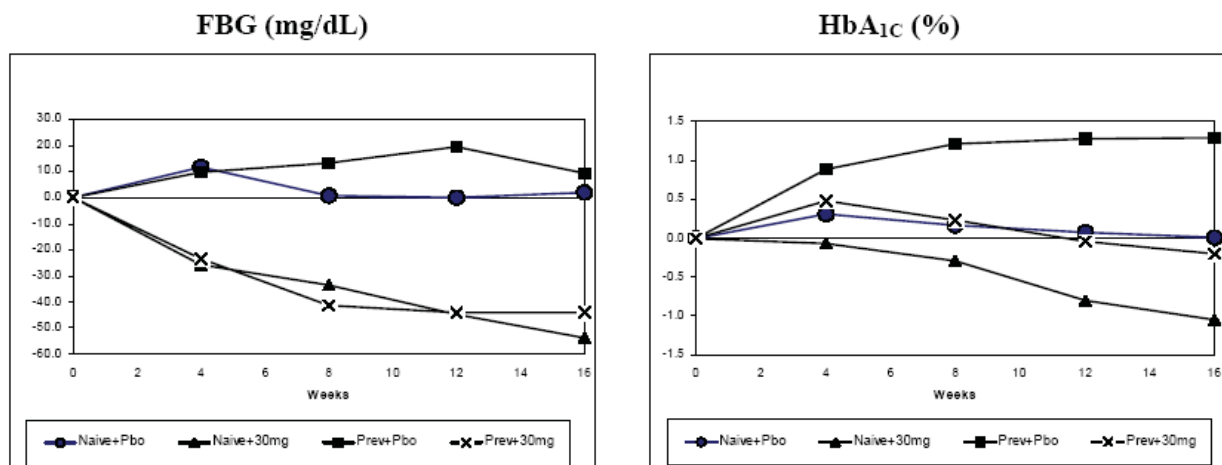 FBG (mg/dL)
30.0
20.0
10.0
0.0
-10.0
-20.0
-30.0
-40.0
-50.0
-60.0
0 2 4 6 8 10 12 14 16
Weeks
Naive+Pbo Naive+30mg Prev+Pbo Prev+30mg
HbA1C (%)
1.5
1.0
0.5
0.0
-0.5
-1.0
-1.5
0 2 4 6 8 10 12 14 16
Weeks
Naive+Pbo Naive+30mg Prev+Pbo Prev+30mg